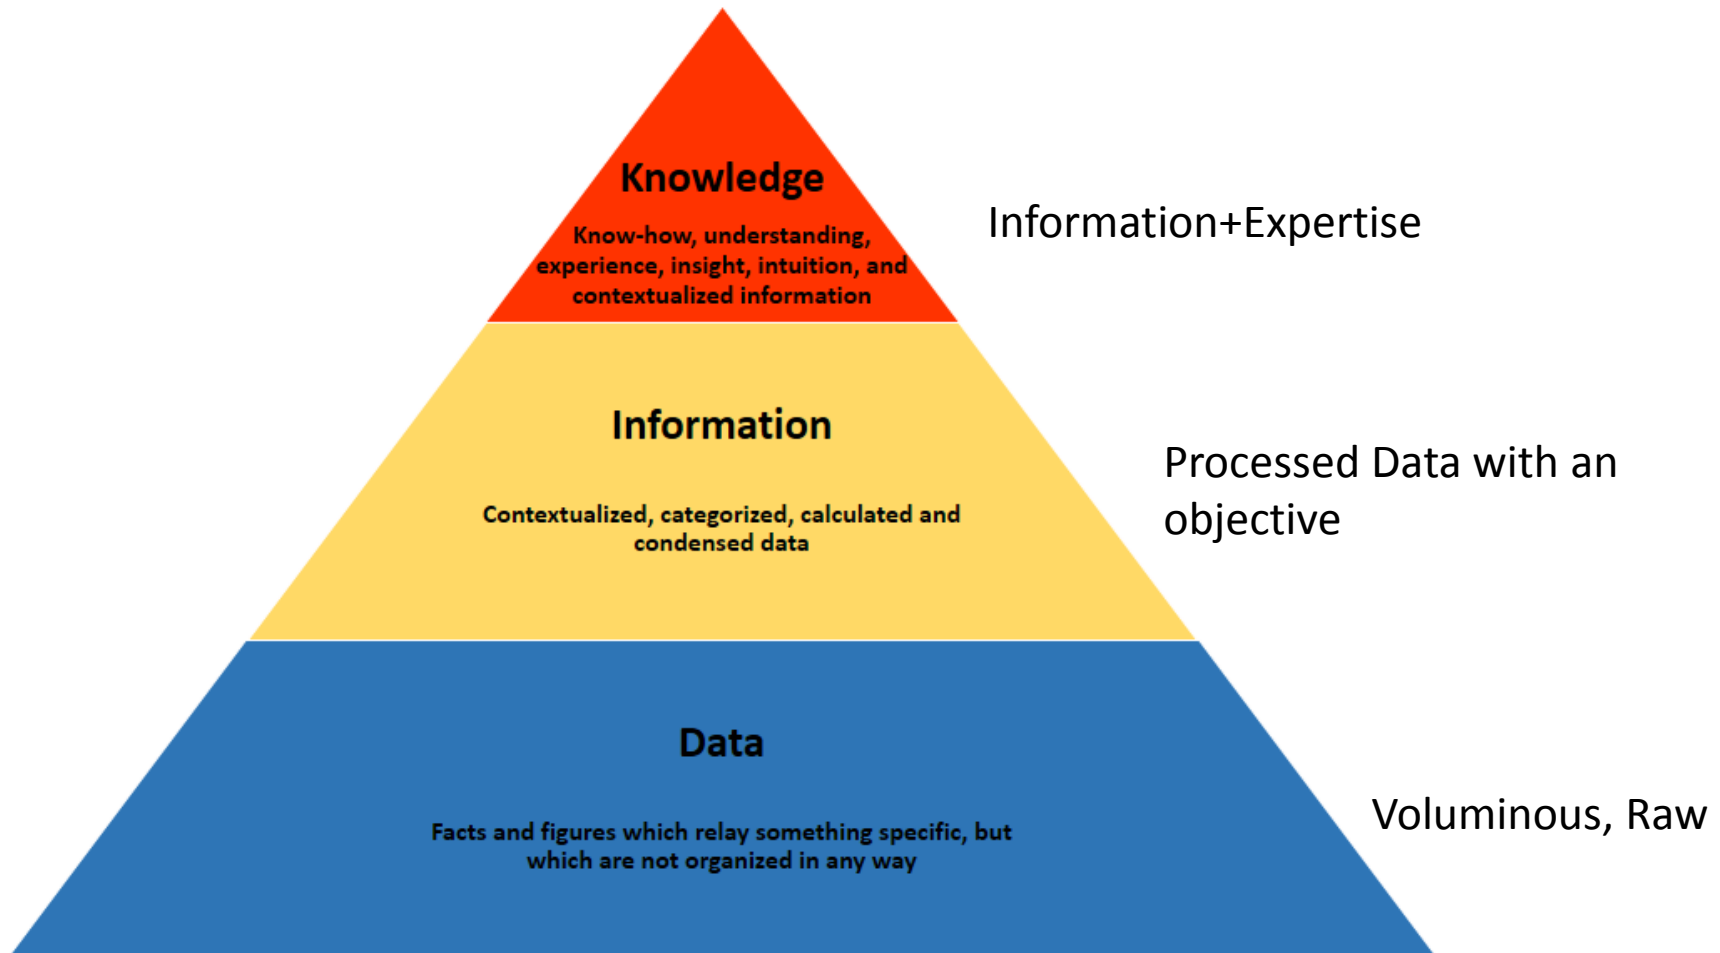 Knowledge
Know-how, understanding,
experience, insight, intuition, and
contextualized information
Information+Expertise
Information
Contextualized, categorized, calculated and
condensed data
Processed Data with an
objective
Data
Facts and figures which relay something specific, but
which are not organized in any way
Voluminous, Raw